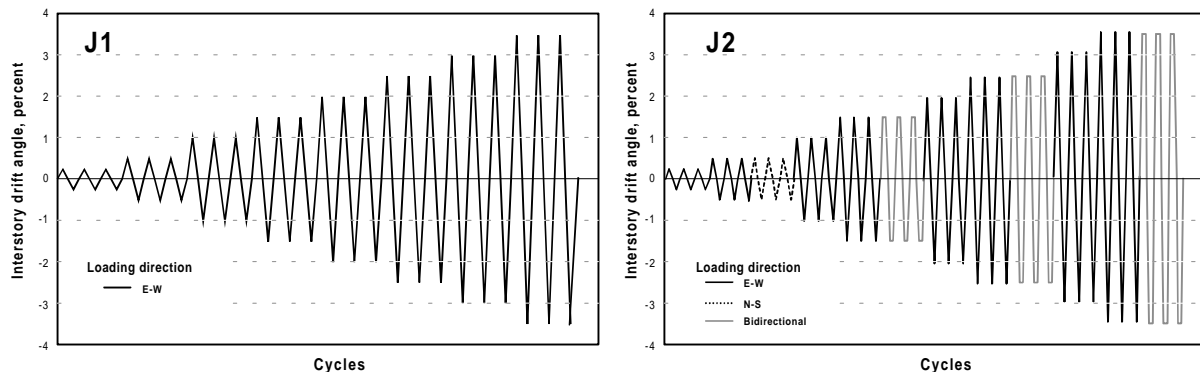 J1
Interstory drift angle, percent
4
3
2
1
0
-1
-2
-3
-4
Loading direction
E-W
Cycles
J2
Interstory drift angle, percent
4
3
2
1
0
-1
-2
-3
-4
Loading direction
E-W
N-S
Bidirectional
Cycles